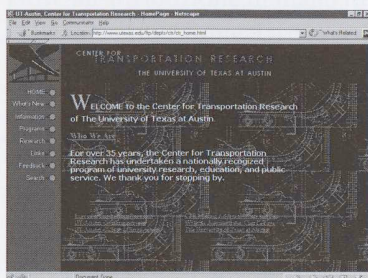 UT-Austin, Center for Transportation Research - HomePage - Netscape
File Edit View Go Communicator Help
Bookmarks Location: What's Related
CENTER FOR
TRANSPORTATION RESEARCH
THE UNIVERSITY OF TEXAS AT AUSTIN
HOME
What's New
Information
Programs
Research
Links
Feedback
Search
WELCOME to the Center for Transportation Research
of The University of Texas at Austin
Who We Are
For over 35 years, the Center for Transportation
Research has undertaken a nationally recognized
program of university research, education, and public
service. We thank you for stopping by.
Document: Done